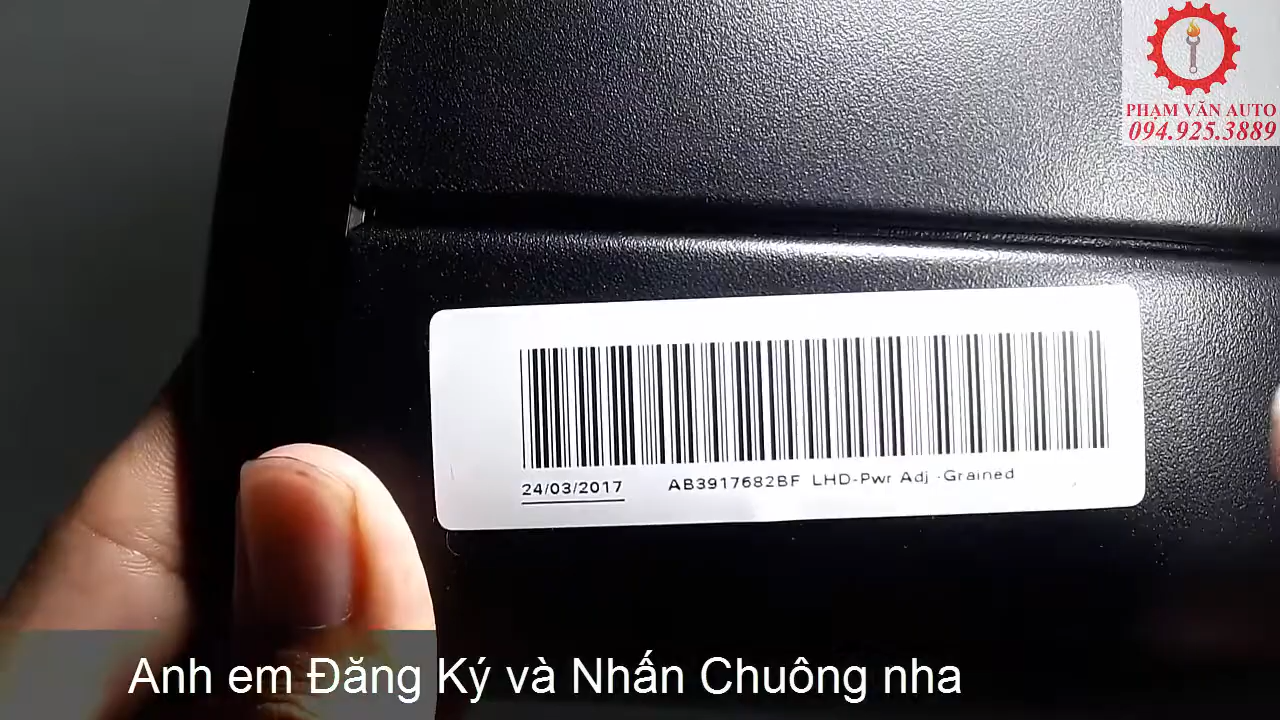 PHẠM VĂN AUTO
094.925.3889
24/03/2017 AB3917682BF LHD-Pwr Adj -Grained
Anh em Đăng Ký và Nhấn Chuông nha